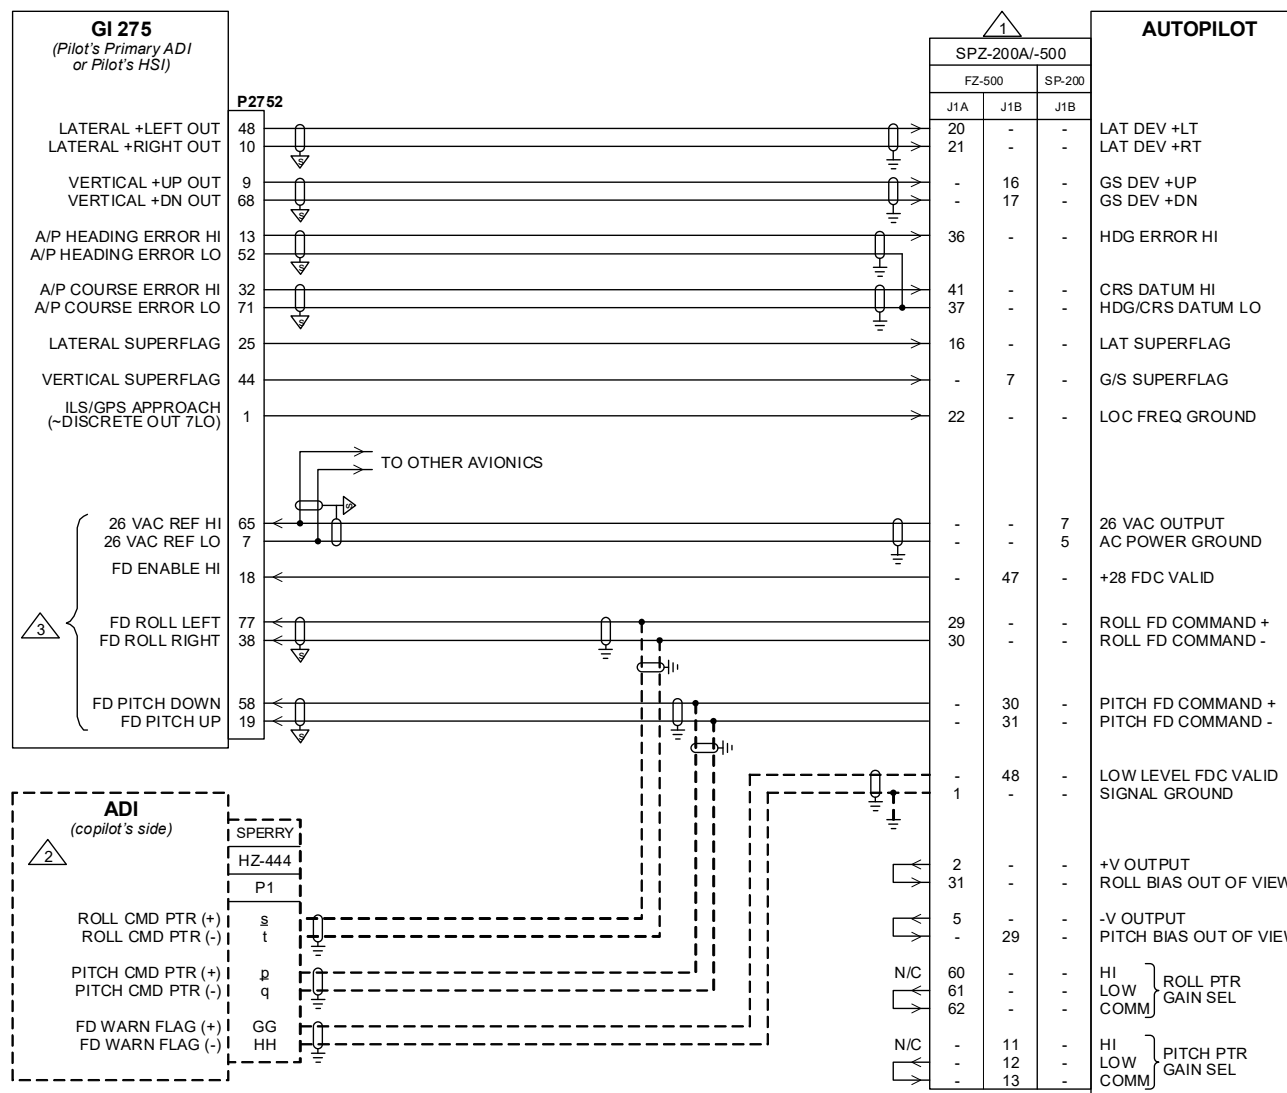 GI 275
(Pilot's Primary ADI
or Pilot's HSI)
P2752
1
SPZ-200A/-500
FZ-500 SP-200
J1A J1B J1B
AUTOPILOT
LATERAL +LEFT OUT 48 20 - - LAT DEV +LT
LATERAL +RIGHT OUT 10 21 - - LAT DEV +RT
S
VERTICAL +UP OUT 9 - 16 - GS DEV +UP
VERTICAL +DN OUT 68 - 17 - GS DEV +DN
S
A/P HEADING ERROR HI 13 36 - - HDG ERROR HI
A/P HEADING ERROR LO 52
S
A/P COURSE ERROR HI 32 41 - - CRS DATUM HI
A/P COURSE ERROR LO 71 37 - - HDG/CRS DATUM LO
S
LATERAL SUPERFLAG 25 16 - - LAT SUPERFLAG
VERTICAL SUPERFLAG 44 - 7 - G/S SUPERFLAG
ILS/GPS APPROACH
(~DISCRETE OUT 7LO) 1 22 - - LOC FREQ GROUND
TO OTHER AVIONICS
S
26 VAC REF HI 65 - - 7 26 VAC OUTPUT
26 VAC REF LO 7 - - 5 AC POWER GROUND
FD ENABLE HI 18 - 47 - +28 FDC VALID
3
FD ROLL LEFT 77 29 - - ROLL FD COMMAND +
FD ROLL RIGHT 38 30 - - ROLL FD COMMAND -
S
FD PITCH DOWN 58 - 30 - PITCH FD COMMAND +
FD PITCH UP 19 - 31 - PITCH FD COMMAND -
S
- 48 - LOW LEVEL FDC VALID
1 - - SIGNAL GROUND
ADI
(copilot's side)
2
SPERRY
HZ-444
P1
2 - - +V OUTPUT
31 - - ROLL BIAS OUT OF VIEW
ROLL CMD PTR (+) s 5 - - -V OUTPUT
ROLL CMD PTR (-) t - 29 - PITCH BIAS OUT OF VIEW
PITCH CMD PTR (+) p N/C 60 - - HI
PITCH CMD PTR (-) q 61 - - LOW
62 - - COMM
ROLL PTR
GAIN SEL
FD WARN FLAG (+) GG
FD WARN FLAG (-) HH N/C - 11 - HI
- 12 - LOW
- 13 - COMM
PITCH PTR
GAIN SEL